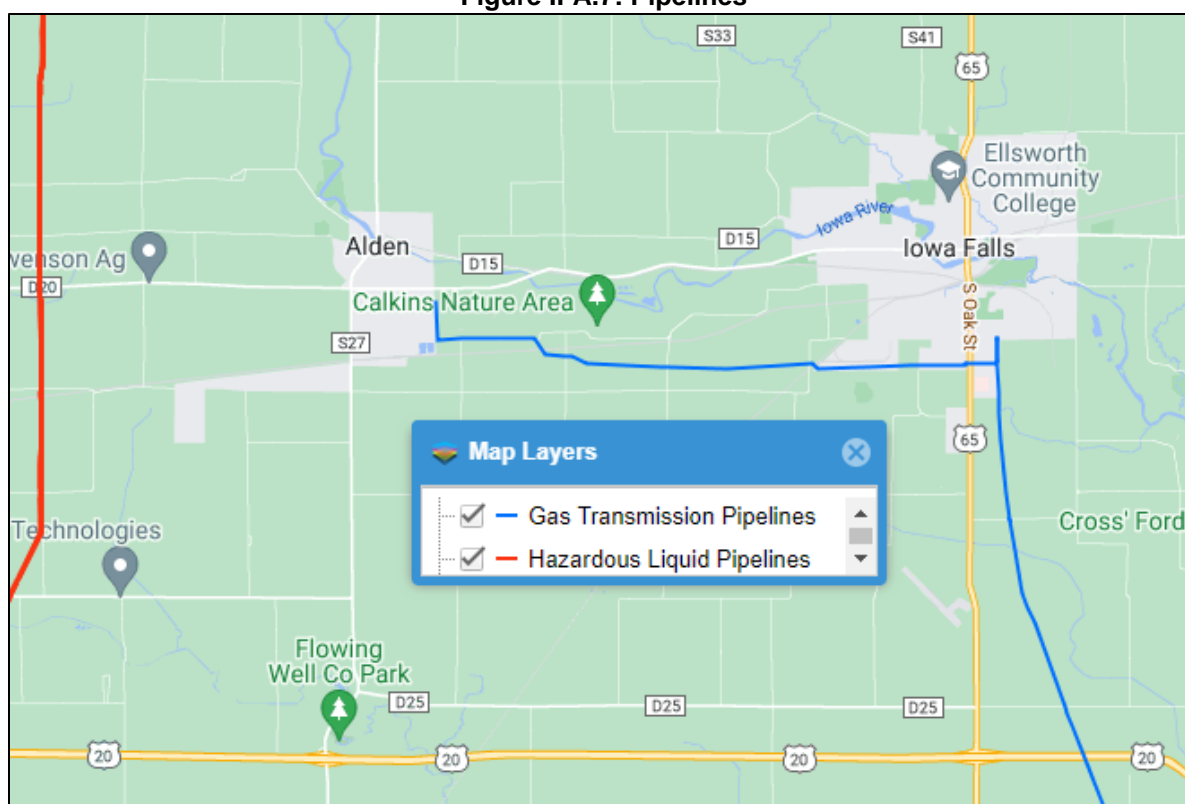 Figure II A.7: Pipelines
S33
S41
65
Ellsworth
Community
College
Iowa River
D15
Iowa Falls
Alden
venson Ag
D15
D20
Calkins Nature Area
S Oak St
S27
65
Map Layers
Gas Transmission Pipelines
Hazardous Liquid Pipelines
Technologies
Cross' Ford
Flowing
Well Co Park
D25
D25
D25
20
20
20
20